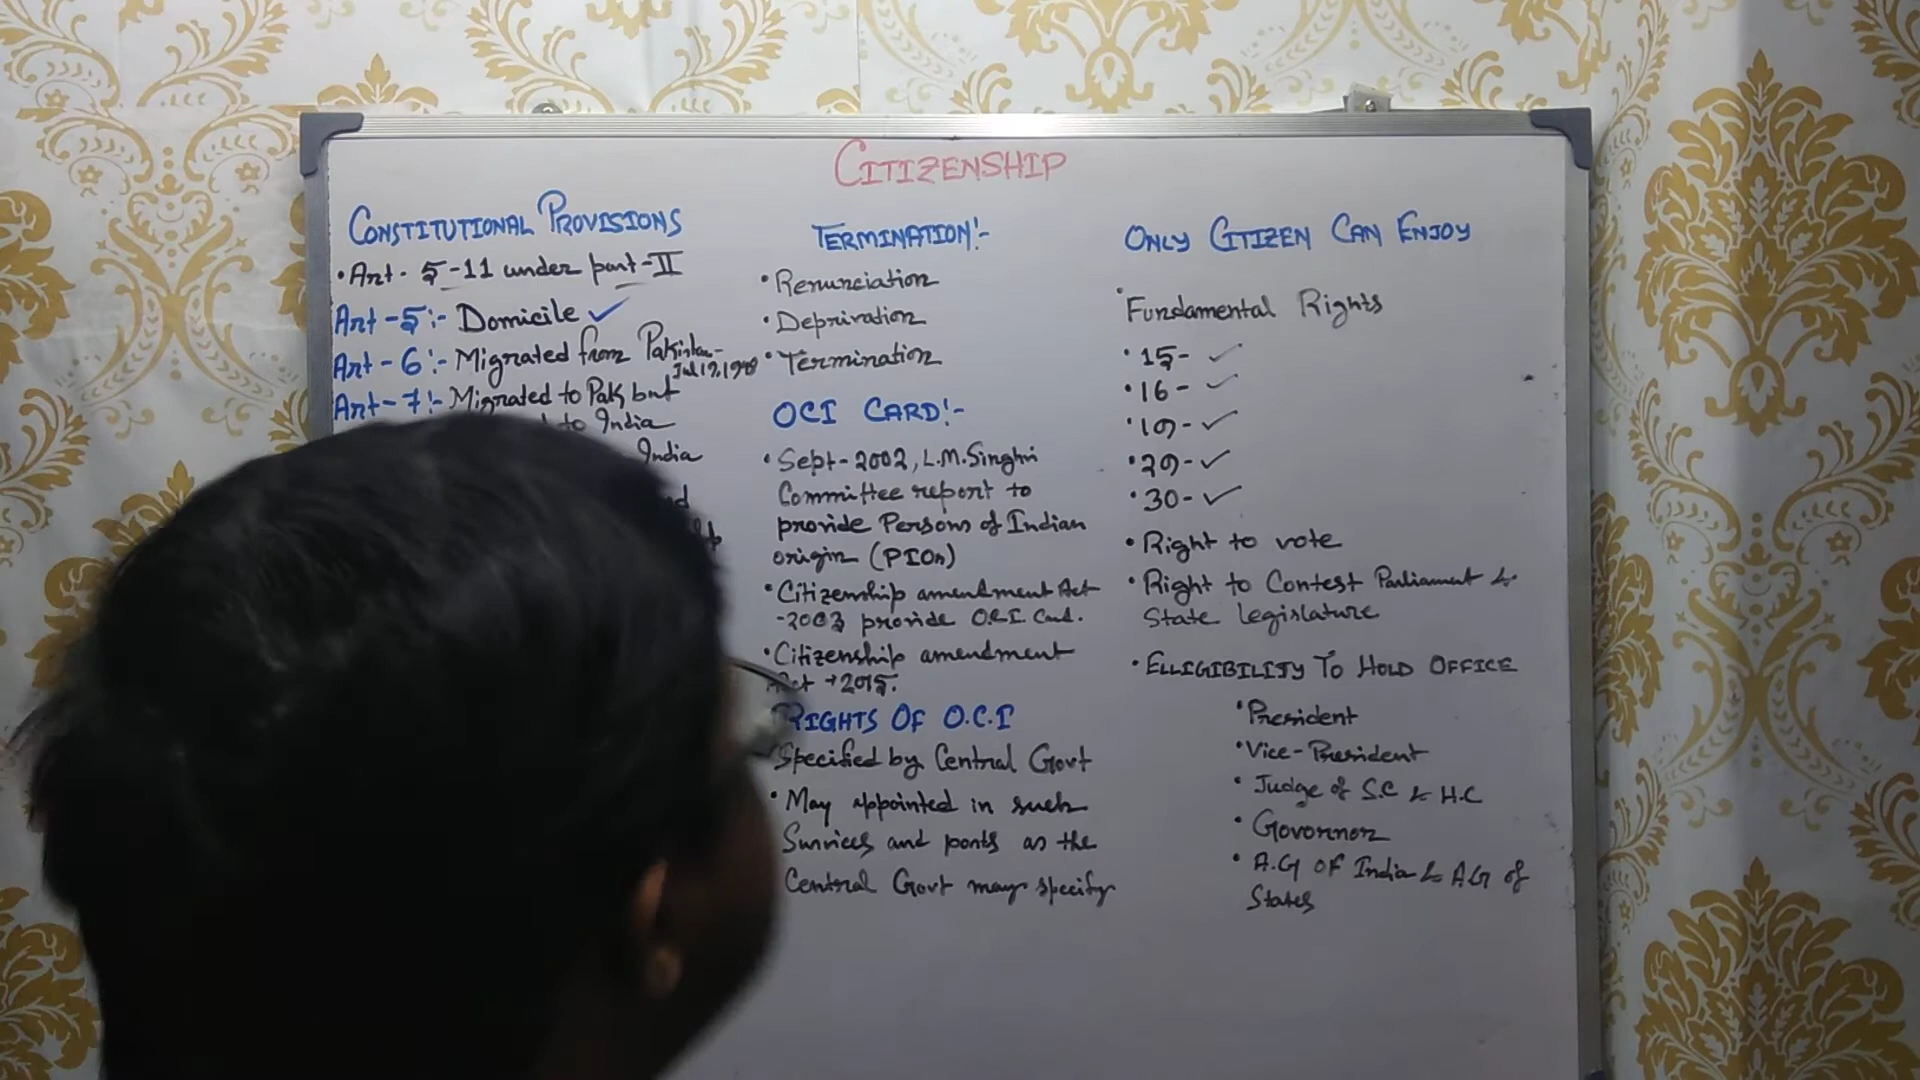 CITIZENSHIP
CONSTITUTIONAL PROVISIONS
• Art. 5-11 under part-II
Art-5:- Domicile ✓
Art-6:- Migrated from Pakistan-
Jul 19, 1948
Art-7:- Migrated to Pak but
to India
India
TERMINATION:-
• Renunciation
• Deprivation
• Termination
OCI CARD:-
• Sept-2002, L.M. Singhvi
Committee report to
provide Persons of Indian
origin (PIOs)
• Citizenship amendment Act
-2003 provide O.C.I Card.
• Citizenship amendment
Act → 2015.
RIGHTS OF O.C.I
Specified by Central Govt
• May appointed in such
Survices and posts as the
Central Govt may specify
ONLY CITIZEN CAN ENJOY
• Fundamental Rights
• 15- ✓
• 16- ✓
• 19- ✓
• 29- ✓
• 30- ✓
• Right to vote
• Right to Contest Parliament &
State legislature
• ELLIGIBILITY TO HOLD OFFICE
• President
• Vice-President
• Judge of S.C & H.C
• Govornor
• A.G OF India & AG of
States